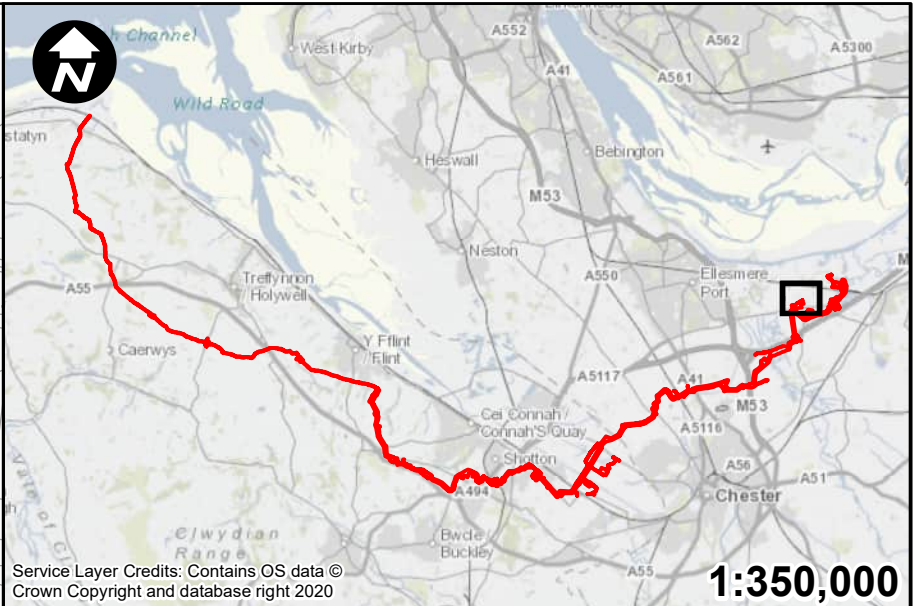 N
Channel
West Kirby
A552
A562
A5300
A41
A561
Wild Road
Heswall
Bebington
M53
Neston
A550
Ellesmere
Port
Treffynnon
/ Holywell
A55
Caerwys
Y Fflint
/ Flint
A5117
A41
M53
Cei Connah /
Connah'S Quay
A5116
Shotton
A56
A51
A494
Chester
Clwydian
Range
Bwcle
Buckley
A55
Service Layer Credits: Contains OS data ©
Crown Copyright and database right 2020
1:350,000